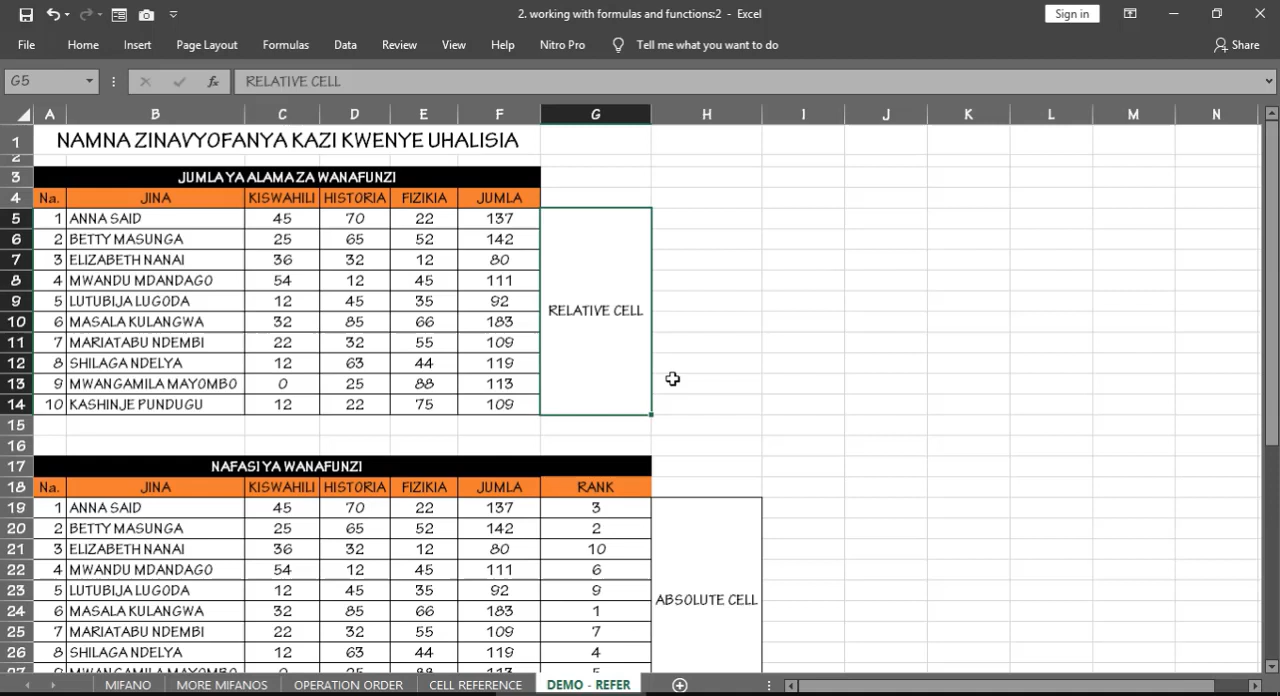 2. working with formulas and functions:2 - Excel
Sign in
File Home Insert Page Layout Formulas Data Review View Help Nitro Pro Tell me what you want to do Share
G5 fx RELATIVE CELL
A B C D E F G H I J K L M N
1 NAMNA ZINAVYOFANYA KAZI KWENYE UHALISIA
2
3 JUMLA YA ALAMA ZA WANAFUNZI
4 Na. JINA KISWAHILI HISTORIA FIZIKIA JUMLA
5 1 ANNA SAID 45 70 22 137
6 2 BETTY MASUNGA 25 65 52 142
7 3 ELIZABETH NANAI 36 32 12 80
8 4 MWANDU MDANDAGO 54 12 45 111
9 5 LUTUBIJA LUGODA 12 45 35 92
RELATIVE CELL
10 6 MASALA KULANGWA 32 85 66 183
11 7 MARIATABU NDEMBI 22 32 55 109
12 8 SHILAGA NDELYA 12 63 44 119
13 9 MWANGAMILA MAYOMBO 0 25 88 113
14 10 KASHINJE PUNDUGU 12 22 75 109
15
16
17 NAFASI YA WANAFUNZI
18 Na. JINA KISWAHILI HISTORIA FIZIKIA JUMLA RANK
19 1 ANNA SAID 45 70 22 137 3
20 2 BETTY MASUNGA 25 65 52 142 2
21 3 ELIZABETH NANAI 36 32 12 80 10
22 4 MWANDU MDANDAGO 54 12 45 111 6
23 5 LUTUBIJA LUGODA 12 45 35 92 9
ABSOLUTE CELL
24 6 MASALA KULANGWA 32 85 66 183 1
25 7 MARIATABU NDEMBI 22 32 55 109 7
26 8 SHILAGA NDELYA 12 63 44 119 4
27 9 MWANGAMILA MAYOMBO 0 25 88 113 5
MIFANO MORE MIFANOS OPERATION ORDER CELL REFERENCE DEMO - REFER